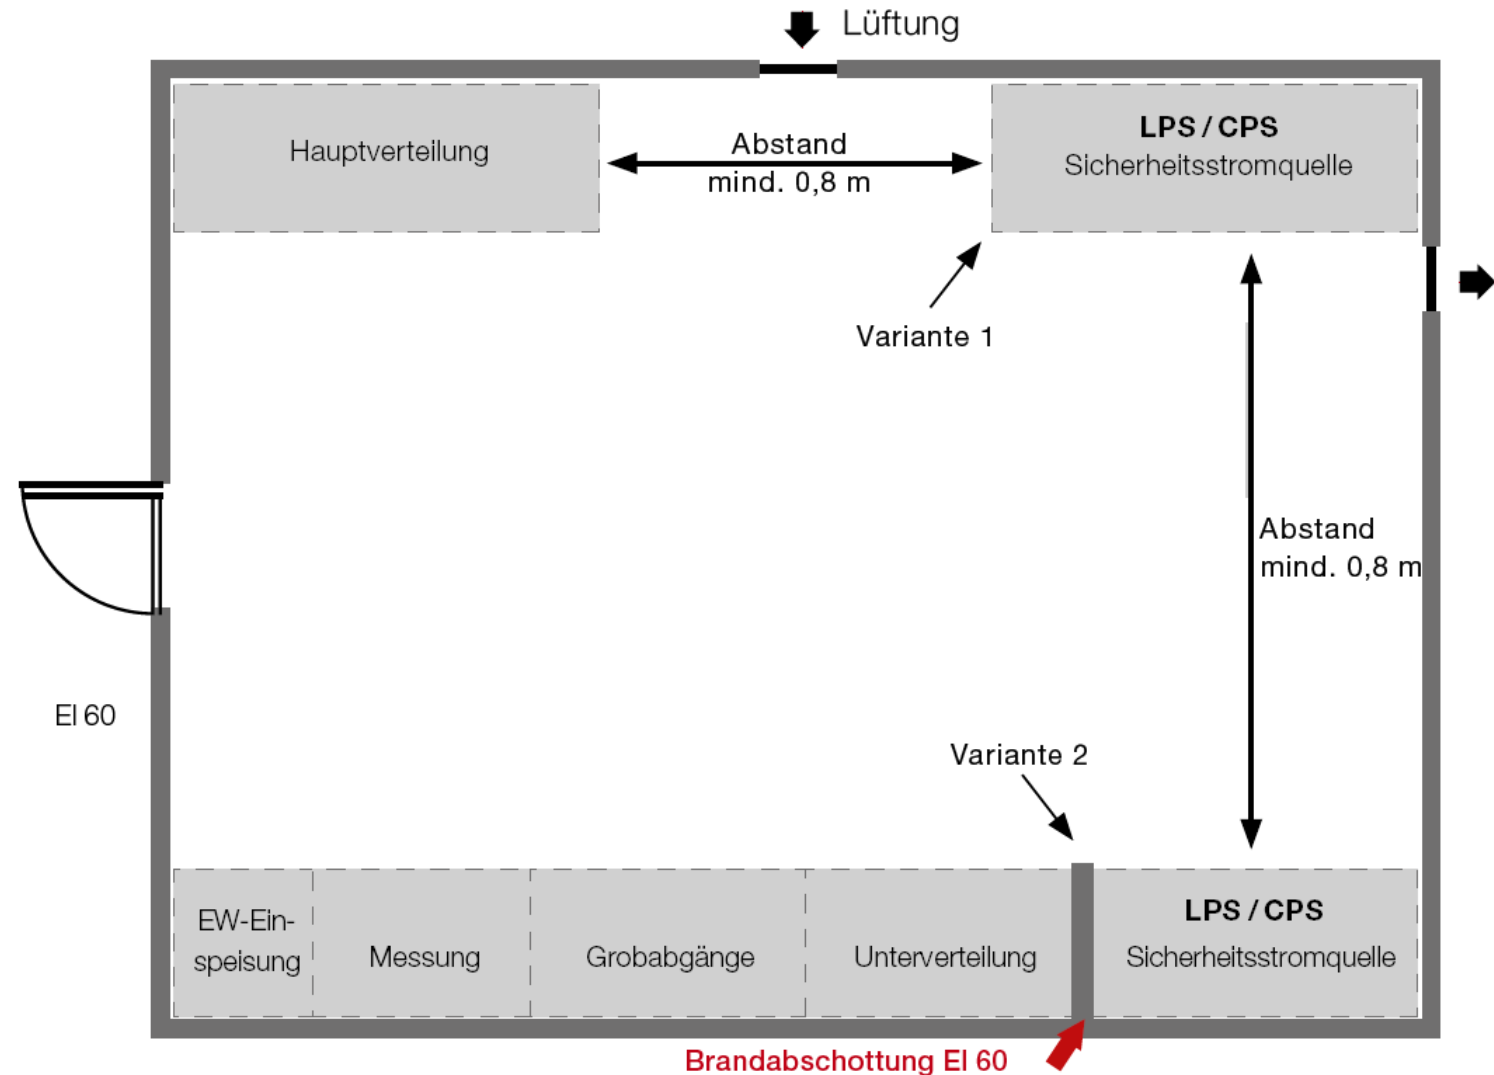 Lüftung
Hauptverteilung
Abstand
mind. 0,8 m
LPS / CPS
Sicherheitsstromquelle
Variante 1
Abstand
mind. 0,8 m
EI 60
Variante 2
EW-Ein-
speisung
Messung
Grobabgänge
Unterverteilung
LPS / CPS
Sicherheitsstromquelle
Brandabschottung EI 60